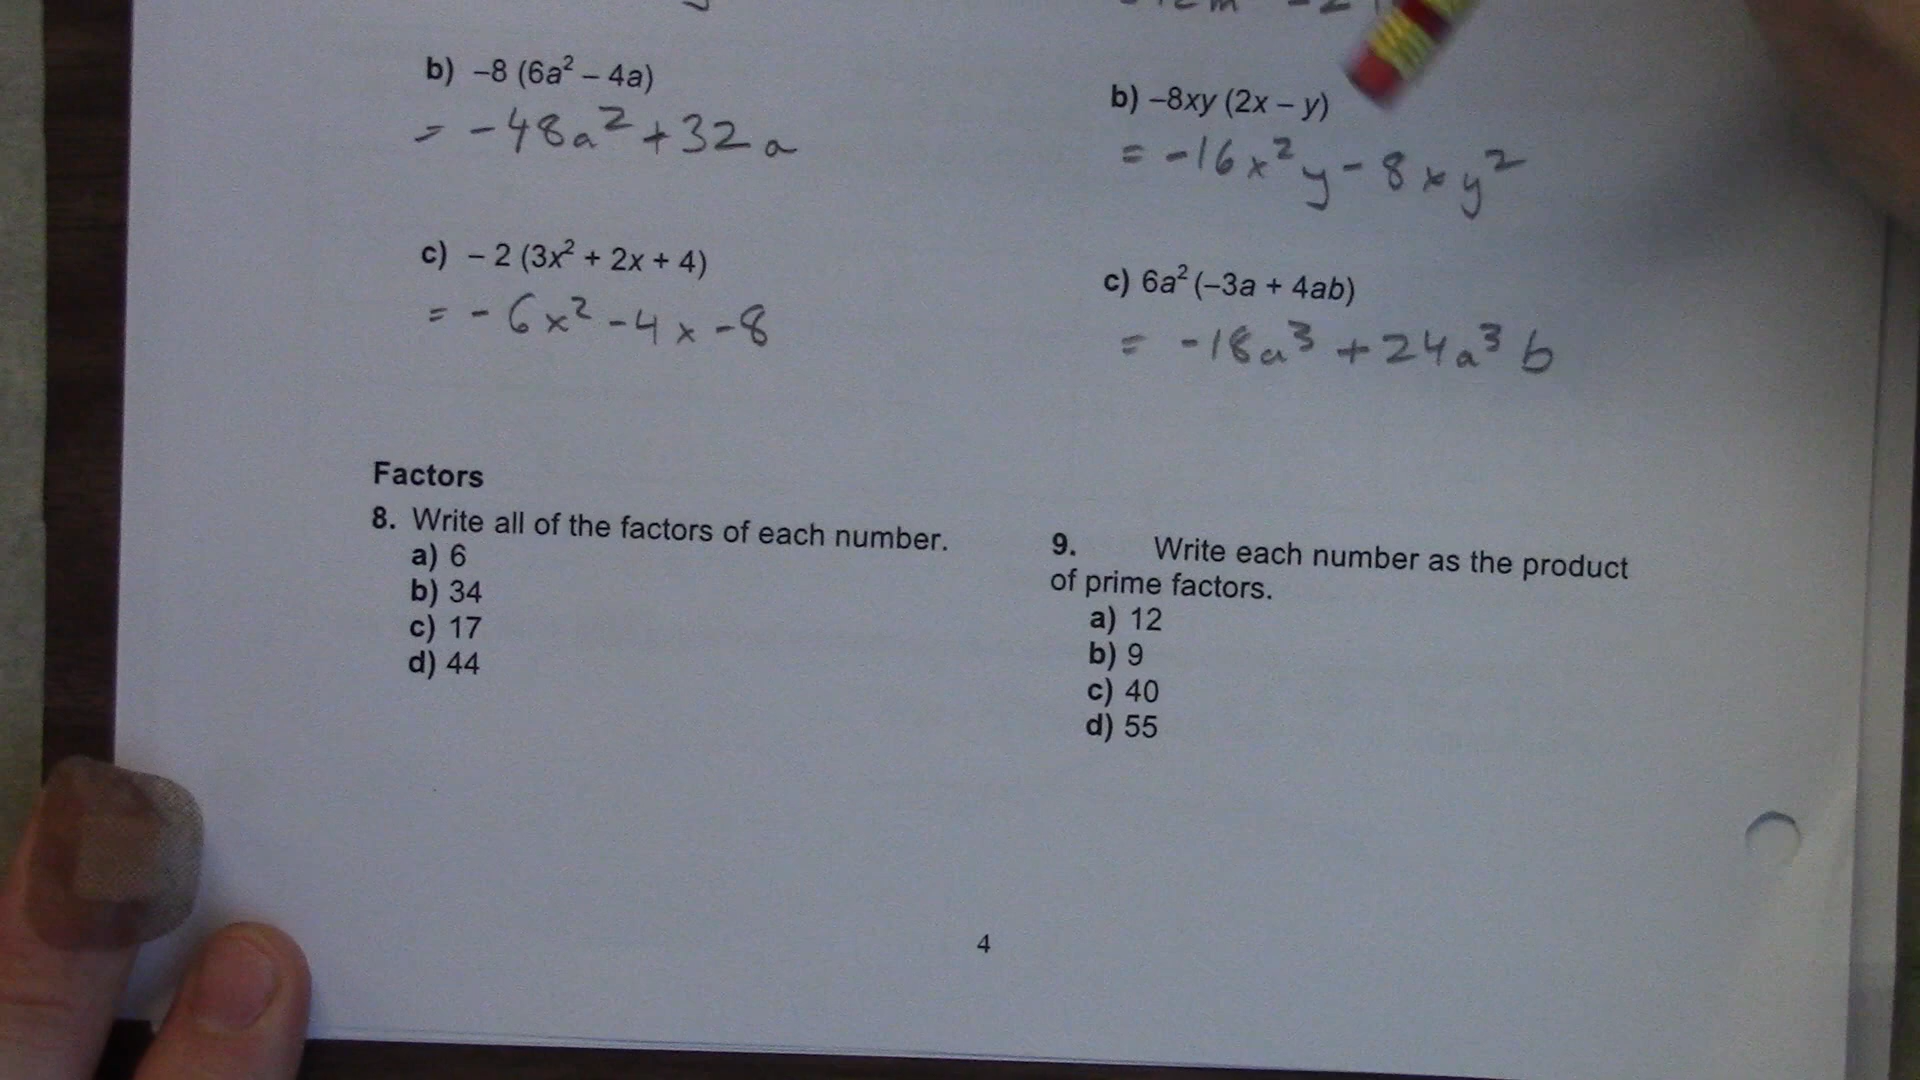 b) –8 (6a² – 4a)
= -48a² + 32a
c) – 2 (3x² + 2x + 4)
= - 6x² - 4x - 8
b) –8xy (2x – y)
= -16x²y - 8xy²
c) 6a² (–3a + 4ab)
= -18a³ + 24a³b
Factors
8. Write all of the factors of each number.
a) 6
b) 34
c) 17
d) 44
9. Write each number as the product
of prime factors.
a) 12
b) 9
c) 40
d) 55
4